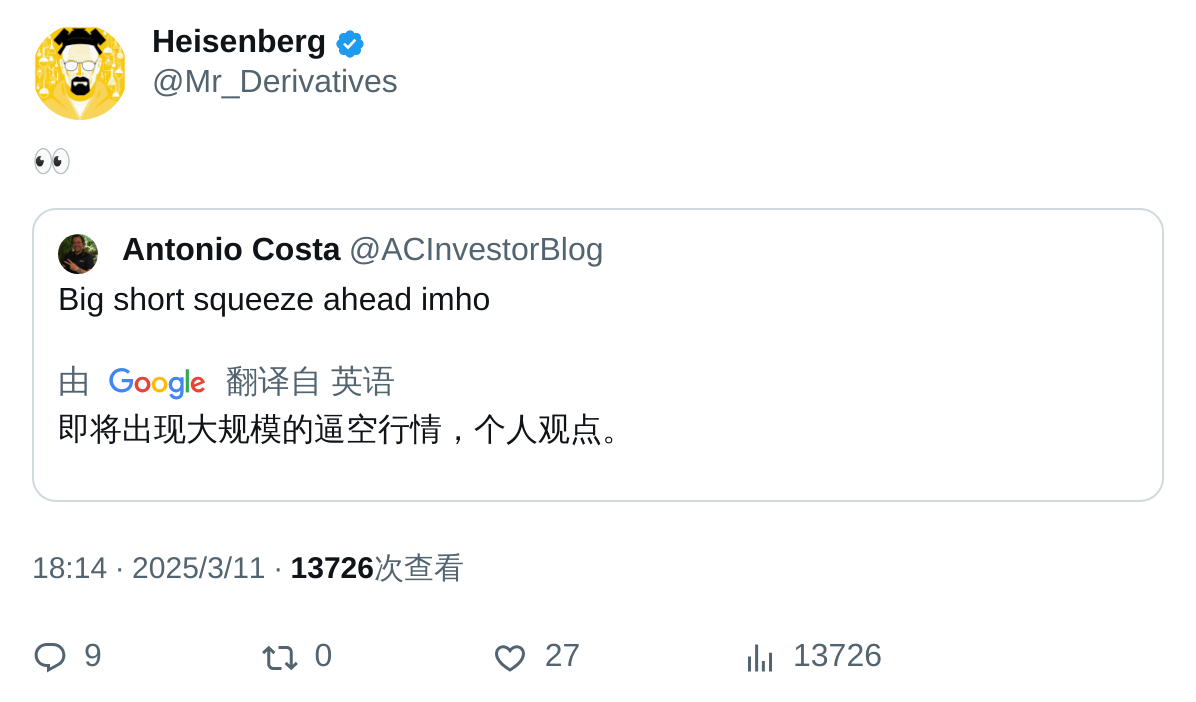 Heisenberg
@Mr_Derivatives
👀
Antonio Costa @ACInvestorBlog
Big short squeeze ahead imho
由 Google 翻译自 英语
即将出现大规模的逼空行情，个人观点。
18:14 · 2025/3/11 · 13726次查看
9 0 27 13726